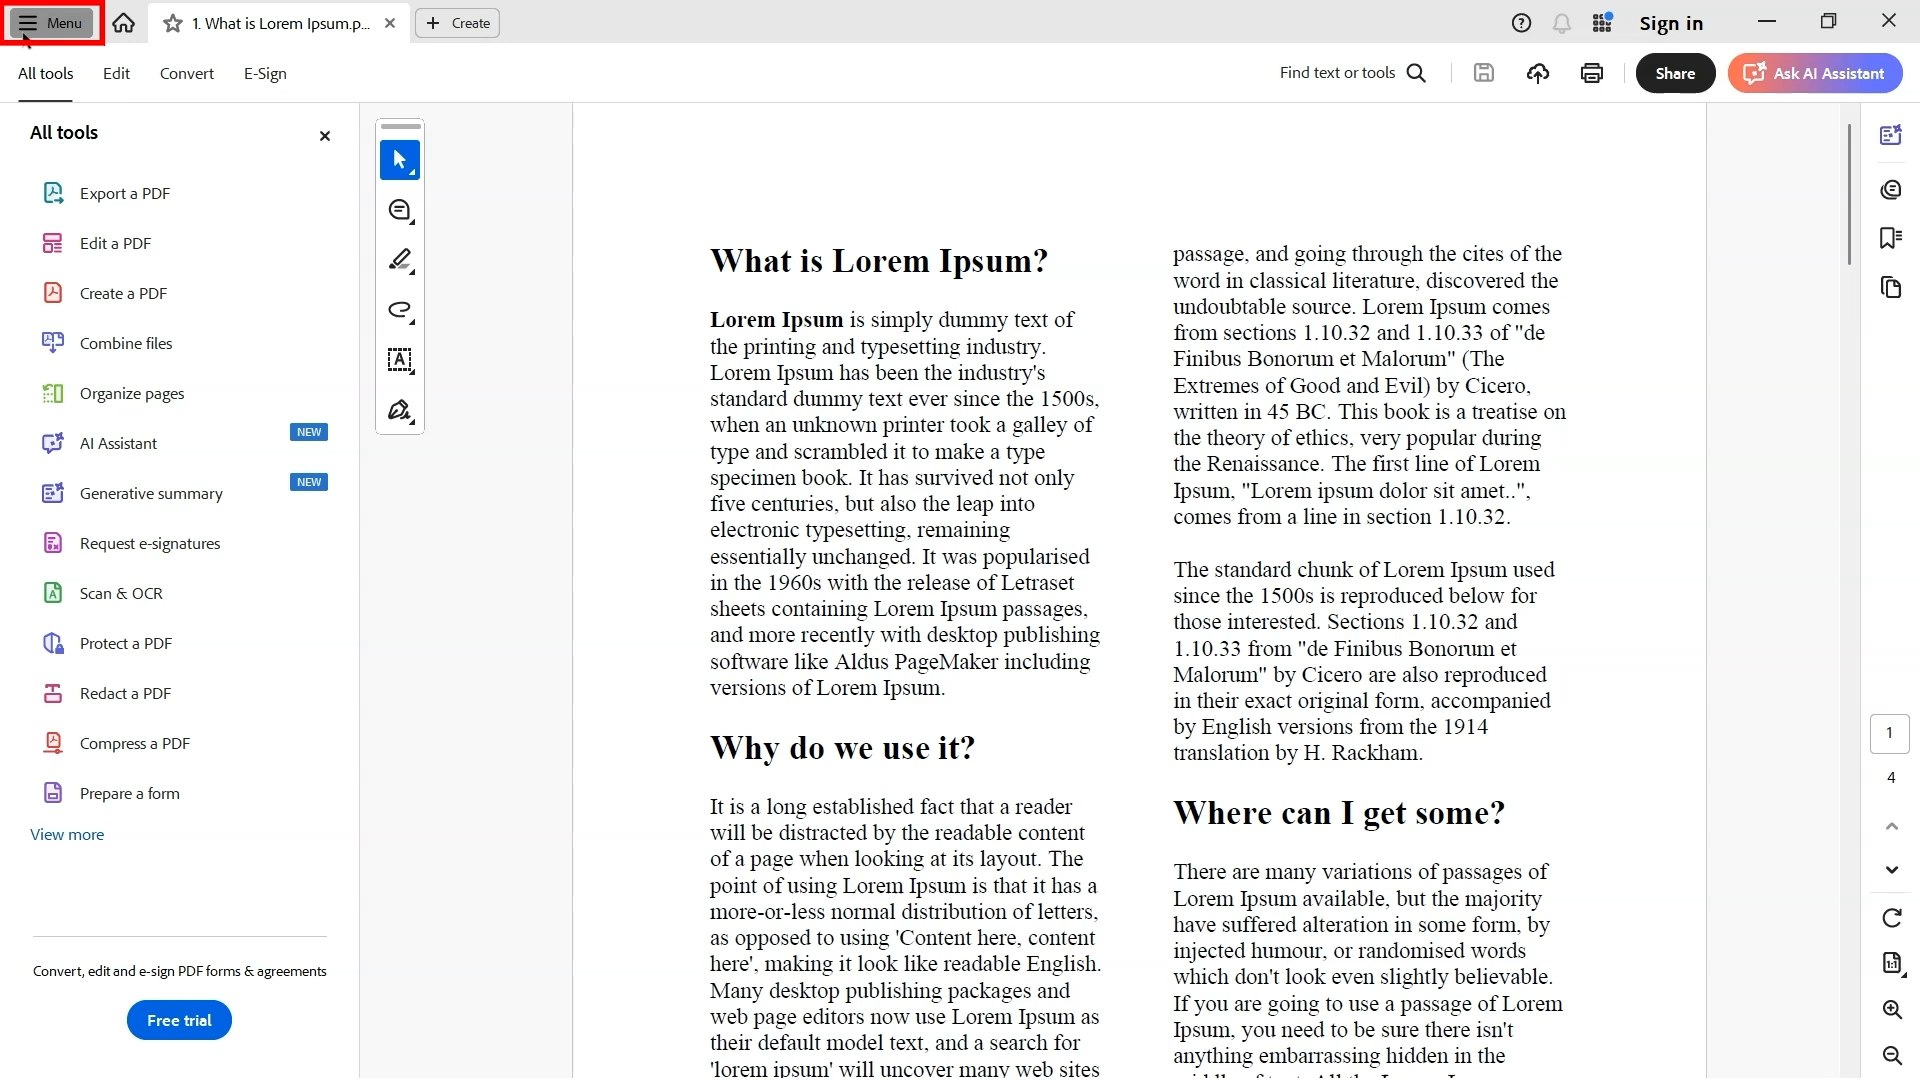 Menu
1. What is Lorem Ipsum.p...
Create
Sign in
All tools
Edit
Convert
E-Sign
Find text or tools
Share
Ask AI Assistant
All tools
Export a PDF
Edit a PDF
Create a PDF
Combine files
Organize pages
AI Assistant
NEW
Generative summary
NEW
Request e-signatures
Scan & OCR
Protect a PDF
Redact a PDF
Compress a PDF
Prepare a form
View more
Convert, edit and e-sign PDF forms & agreements
Free trial
What is Lorem Ipsum?
Lorem Ipsum is simply dummy text of
the printing and typesetting industry.
Lorem Ipsum has been the industry's
standard dummy text ever since the 1500s,
when an unknown printer took a galley of
type and scrambled it to make a type
specimen book. It has survived not only
five centuries, but also the leap into
electronic typesetting, remaining
essentially unchanged. It was popularised
in the 1960s with the release of Letraset
sheets containing Lorem Ipsum passages,
and more recently with desktop publishing
software like Aldus PageMaker including
versions of Lorem Ipsum.
Why do we use it?
It is a long established fact that a reader
will be distracted by the readable content
of a page when looking at its layout. The
point of using Lorem Ipsum is that it has a
more-or-less normal distribution of letters,
as opposed to using 'Content here, content
here', making it look like readable English.
Many desktop publishing packages and
web page editors now use Lorem Ipsum as
their default model text, and a search for
'lorem ipsum' will uncover many web sites
passage, and going through the cites of the
word in classical literature, discovered the
undoubtable source. Lorem Ipsum comes
from sections 1.10.32 and 1.10.33 of "de
Finibus Bonorum et Malorum" (The
Extremes of Good and Evil) by Cicero,
written in 45 BC. This book is a treatise on
the theory of ethics, very popular during
the Renaissance. The first line of Lorem
Ipsum, "Lorem ipsum dolor sit amet..",
comes from a line in section 1.10.32.
The standard chunk of Lorem Ipsum used
since the 1500s is reproduced below for
those interested. Sections 1.10.32 and
1.10.33 from "de Finibus Bonorum et
Malorum" by Cicero are also reproduced
in their exact original form, accompanied
by English versions from the 1914
translation by H. Rackham.
Where can I get some?
There are many variations of passages of
Lorem Ipsum available, but the majority
have suffered alteration in some form, by
injected humour, or randomised words
which don't look even slightly believable.
If you are going to use a passage of Lorem
Ipsum, you need to be sure there isn't
anything embarrassing hidden in the
1
4